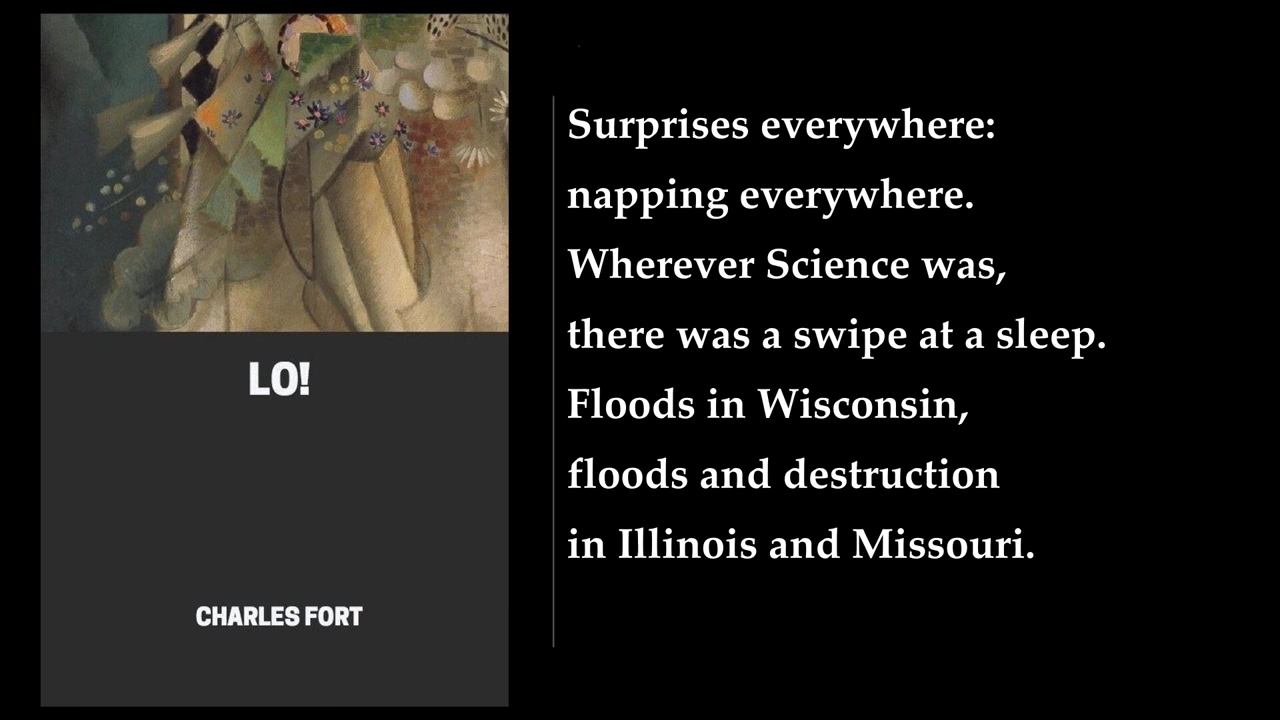 LO!
CHARLES FORT
Surprises everywhere:
napping everywhere.
Wherever Science was,
there was a swipe at a sleep.
Floods in Wisconsin,
floods and destruction
in Illinois and Missouri.